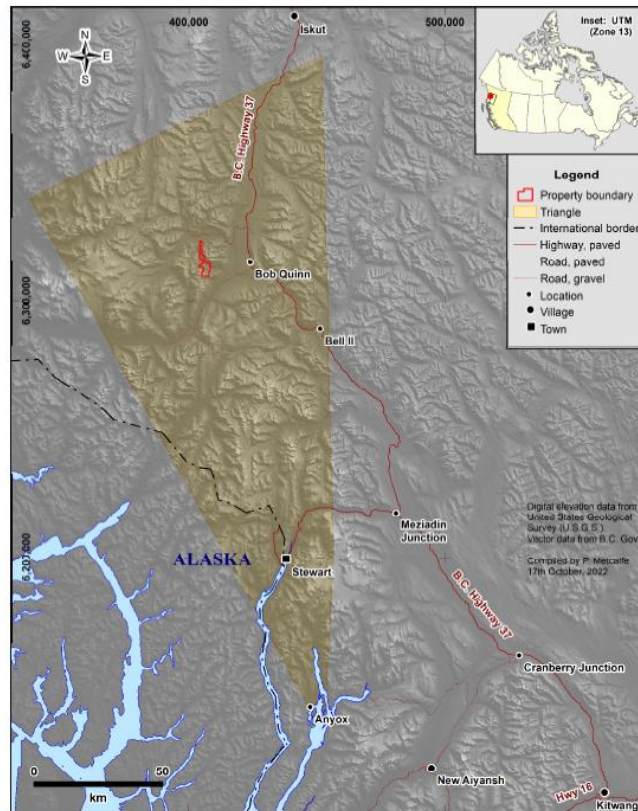 400,000
500,000
6,400,000
6,300,000
6,200,000
N
W E
S
Iskut
B.C. Highway 37
Bob Quinn
Bell II
Meziadin
Junction
ALASKA
Stewart
B.C. Highway 37
Cranberry Junction
Anyox
New Aiyansh
Hwy 16
Kitwang
0 50
km
Inset: UTM
(Zone 13)
Legend
Property boundary
Triangle
International border
Highway, paved
Road, paved
Road, gravel
Location
Village
Town
Digital elevation data from
United States Geological
Survey (U.S.G.S.)
Vector data from B.C. Gov
Compiled by P. Metcalfe
17th October, 2022